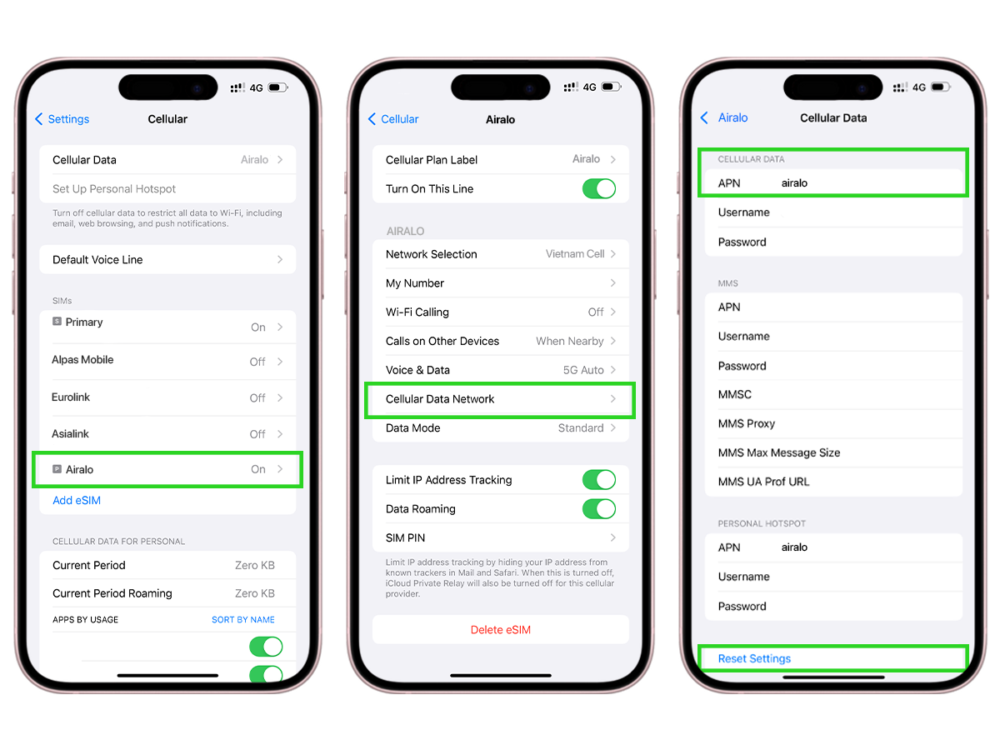 4G
Settings
Cellular
Cellular Data Airalo
Set Up Personal Hotspot
Turn off cellular data to restrict all data to Wi-Fi, including
email, web browsing, and push notifications.
Default Voice Line
SIMs
S Primary On
Alpas Mobile Off
Eurolink Off
Asialink Off
P Airalo On
Add eSIM
CELLULAR DATA FOR PERSONAL
Current Period Zero KB
Current Period Roaming Zero KB
APPS BY USAGE SORT BY NAME
4G
Cellular
Airalo
Cellular Plan Label Airalo
Turn On This Line
AIRALO
Network Selection Vietnam Cell
My Number
Wi-Fi Calling Off
Calls on Other Devices When Nearby
Voice & Data 5G Auto
Cellular Data Network
Data Mode Standard
Limit IP Address Tracking
Data Roaming
SIM PIN
Limit IP address tracking by hiding your IP address from
known trackers in Mail and Safari. When this is turned off,
iCloud Private Relay will also be turned off for this cellular
provider.
Delete eSIM
4G
Airalo
Cellular Data
CELLULAR DATA
APN airalo
Username
Password
MMS
APN
Username
Password
MMSC
MMS Proxy
MMS Max Message Size
MMS UA Prof URL
PERSONAL HOTSPOT
APN airalo
Username
Password
Reset Settings